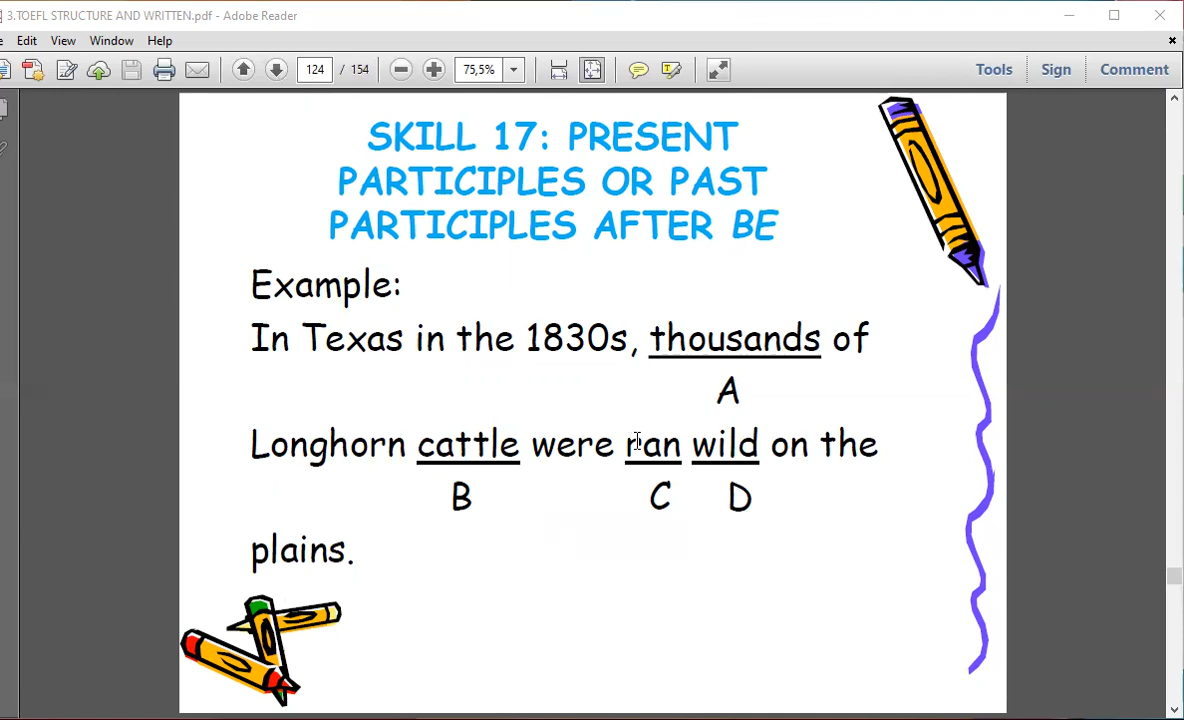 3.TOEFL STRUCTURE AND WRITTEN.pdf - Adobe Reader
Edit View Window Help
124 / 154 75,5% Tools Sign Comment
SKILL 17: PRESENT
PARTICIPLES OR PAST
PARTICIPLES AFTER BE
Example:
In Texas in the 1830s, thousands of
A
Longhorn cattle were ran wild on the
B C D
plains.